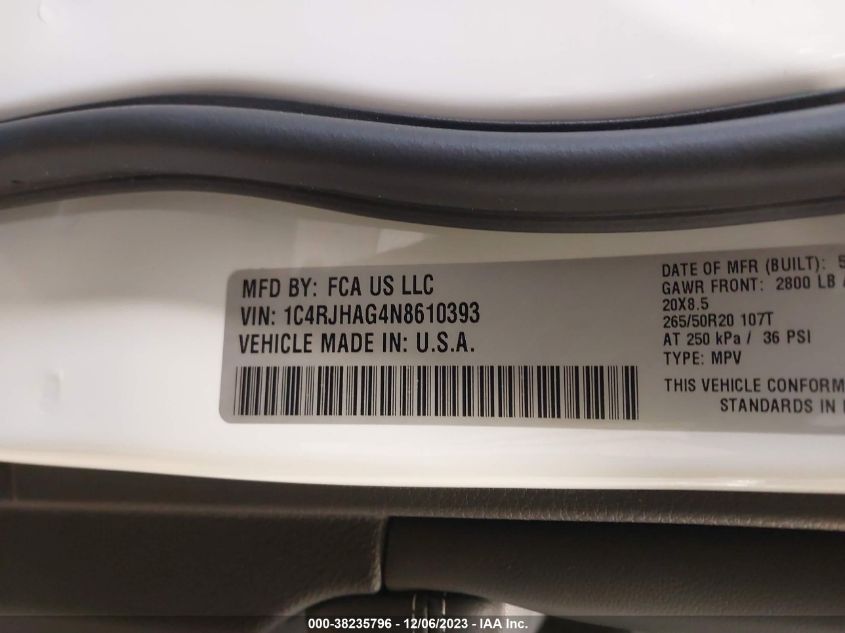 MFD BY: FCA US LLC
VIN: 1C4RJHAG4N8610393
VEHICLE MADE IN: U.S.A.
DATE OF MFR (BUILT): 5
GAWR FRONT: 2800 LB
20X8.5
265/50R20 107T
AT 250 kPa / 36 PSI
TYPE: MPV
THIS VEHICLE CONFORM
STANDARDS IN
000-38235796 - 12/06/2023 - IAA Inc.